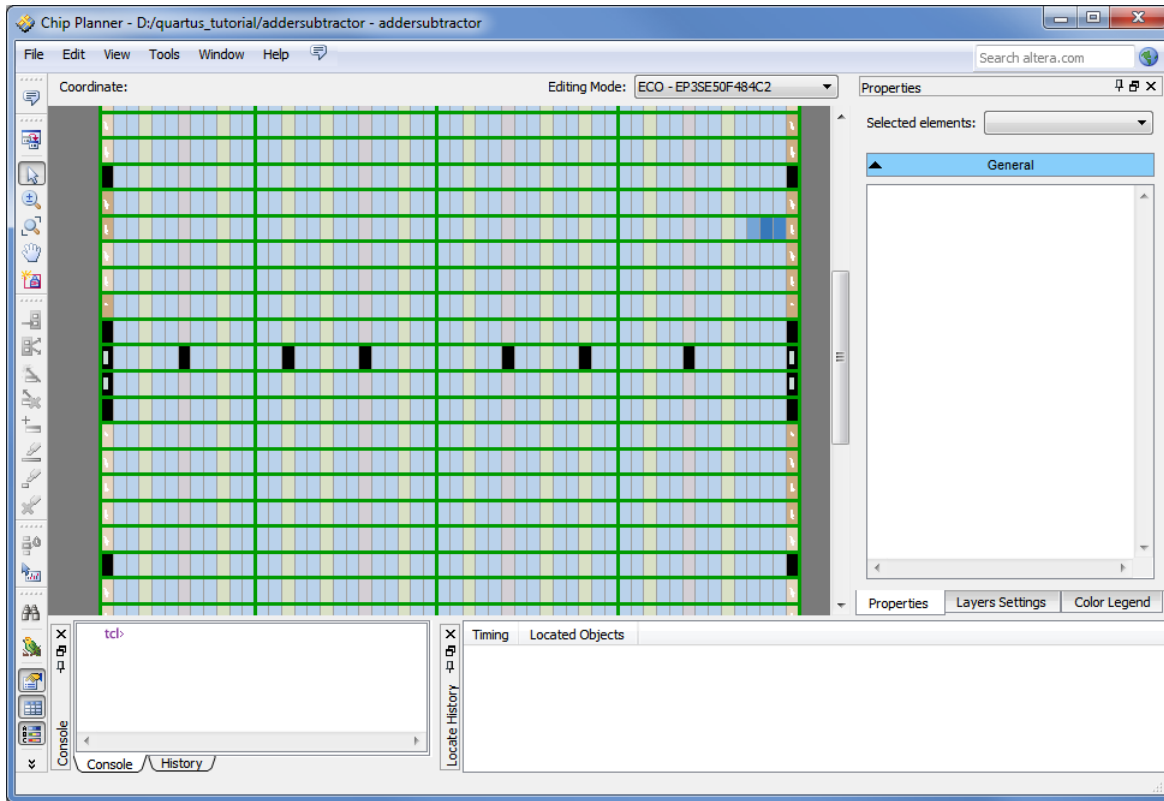 Chip Planner - D:/quartus_tutorial/addersubtractor - addersubtractor
File Edit View Tools Window Help
Search altera.com
Coordinate:
Editing Mode: ECO - EP3SE50F484C2
Properties
Selected elements:
General
Properties Layers Settings Color Legend
tcl>
Console
Console History
Locate History
Timing Located Objects